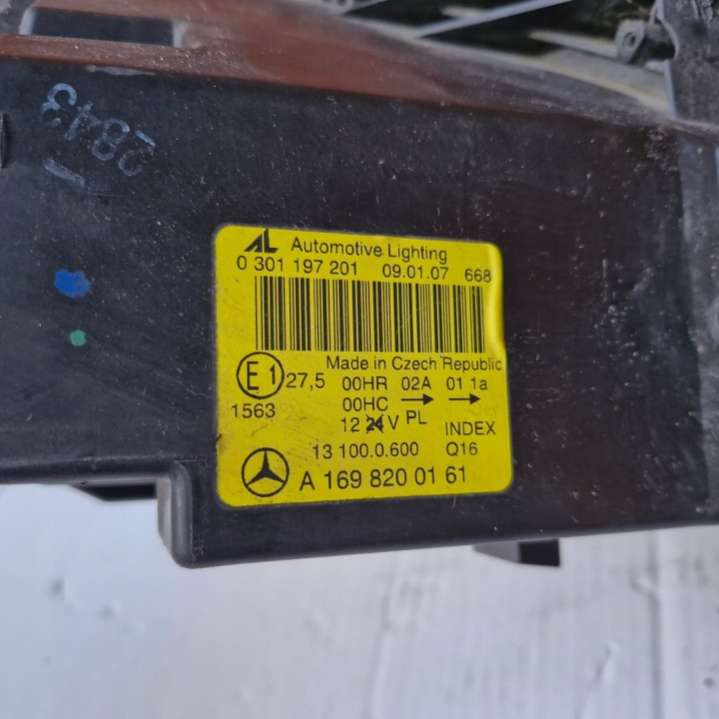 2843
AL Automotive Lighting
0 301 197 201 09.01.07 668
Made in Czech Republic
E1 27,5 00HR 02A 01 1a
1563 00HC → →
12 24 V PL INDEX
13 100.0.600 Q16
A 169 820 01 61